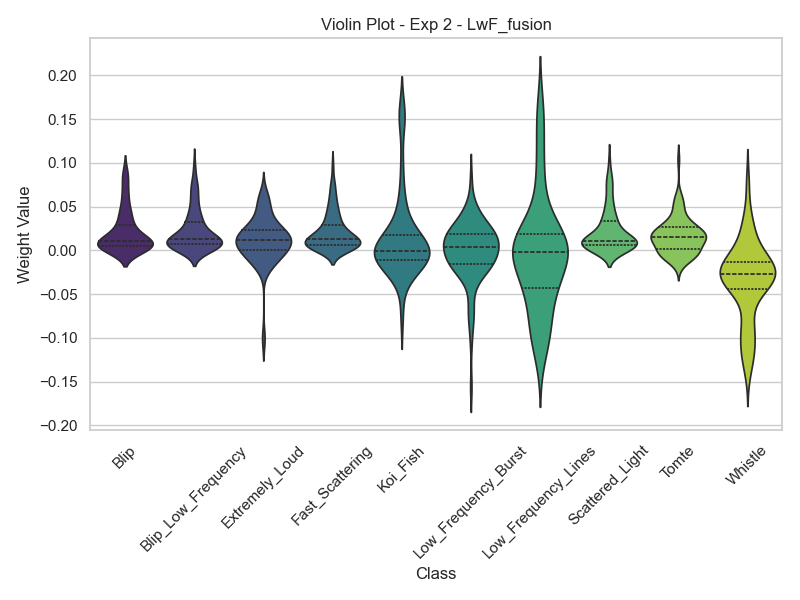 Violin Plot - Exp 2 - LwF_fusion
Weight Value
0.20
0.15
0.10
0.05
0.00
−0.05
−0.10
−0.15
−0.20
Blip
Blip_Low_Frequency
Extremely_Loud
Fast_Scattering
Koi_Fish
Low_Frequency_Burst
Low_Frequency_Lines
Scattered_Light
Tomte
Whistle
Class